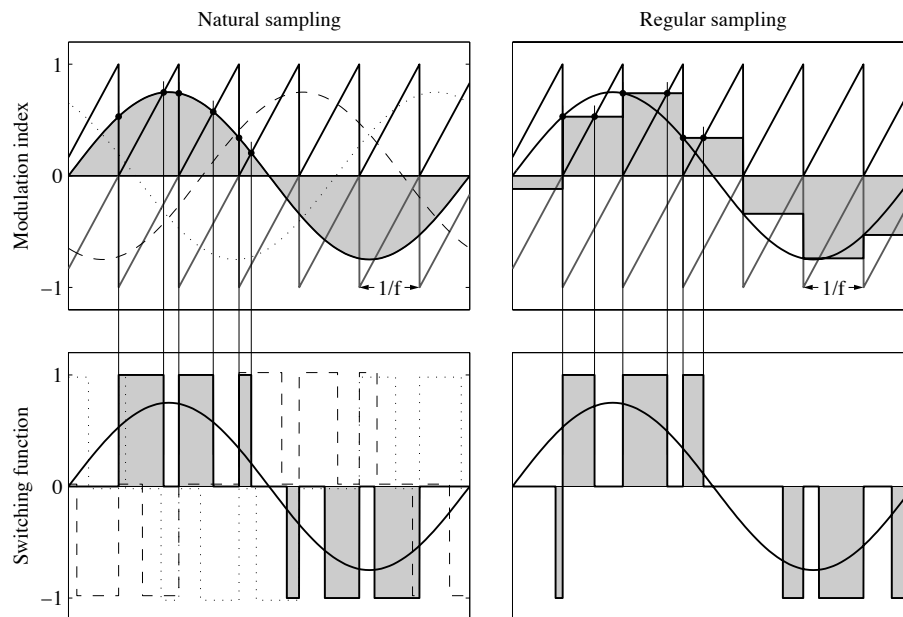 Natural sampling
Regular sampling
Modulation index
1
0
−1
1/f
1/f
Switching function
1
0
−1